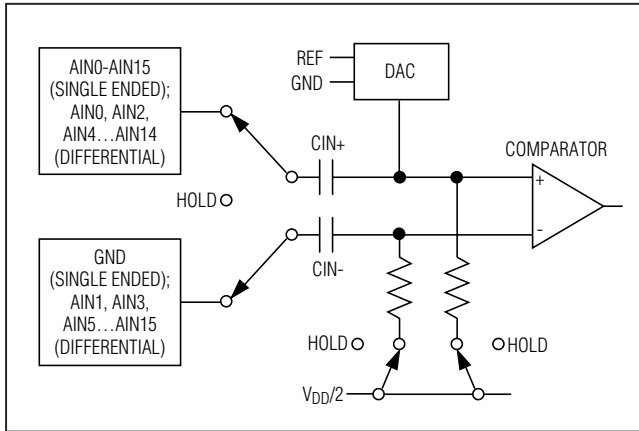 AIN0-AIN15
(SINGLE ENDED);
AIN0, AIN2,
AIN4…AIN14
(DIFFERENTIAL)
REF
GND
DAC
CIN+
COMPARATOR
HOLD
+
-
GND
(SINGLE ENDED);
AIN1, AIN3,
AIN5…AIN15
(DIFFERENTIAL)
CIN-
HOLD
HOLD
VDD/2